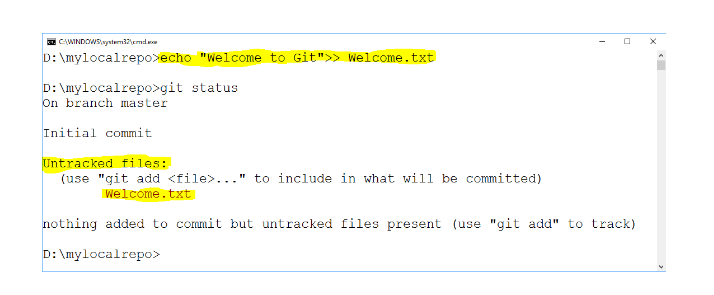 C:\WINDOWS\system32\cmd.exe
D:\mylocalrepo>echo "Welcome to Git">> Welcome.txt
D:\mylocalrepo>git status
On branch master
Initial commit
Untracked files:
(use "git add <file>..." to include in what will be committed)
Welcome.txt
nothing added to commit but untracked files present (use "git add" to track)
D:\mylocalrepo>